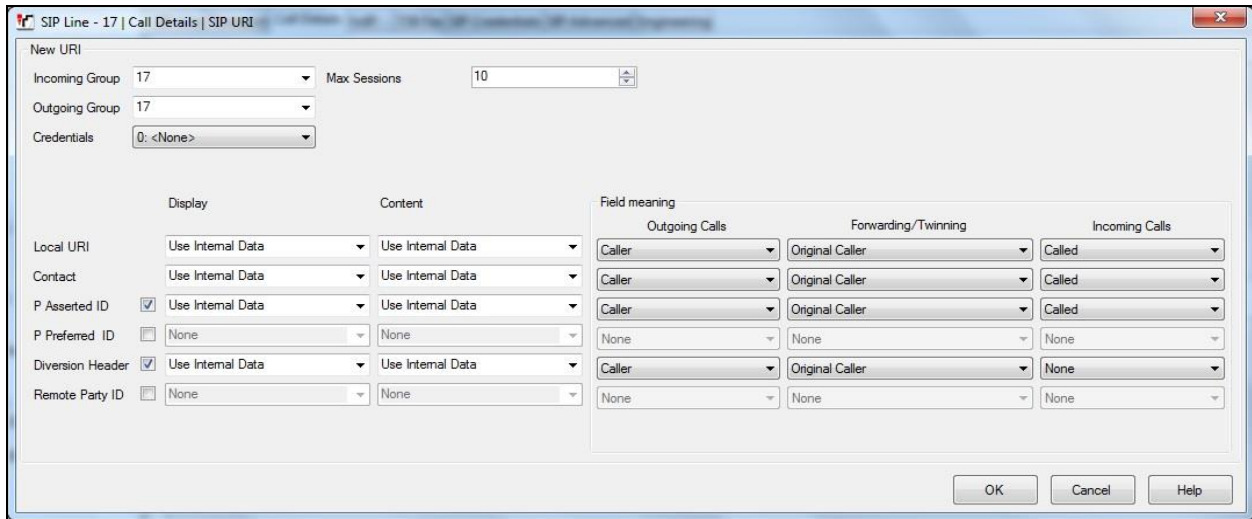 SIP Line - 17 | Call Details | SIP URI
New URI
Incoming Group 17 Max Sessions 10
Outgoing Group 17
Credentials 0: <None>
Display Content Field meaning
Outgoing Calls Forwarding/Twinning Incoming Calls
Local URI Use Internal Data Use Internal Data Caller Original Caller Called
Contact Use Internal Data Use Internal Data Caller Original Caller Called
P Asserted ID Use Internal Data Use Internal Data Caller Original Caller Called
P Preferred ID None None None None None
Diversion Header Use Internal Data Use Internal Data Caller Original Caller None
Remote Party ID None None None None None
OK Cancel Help